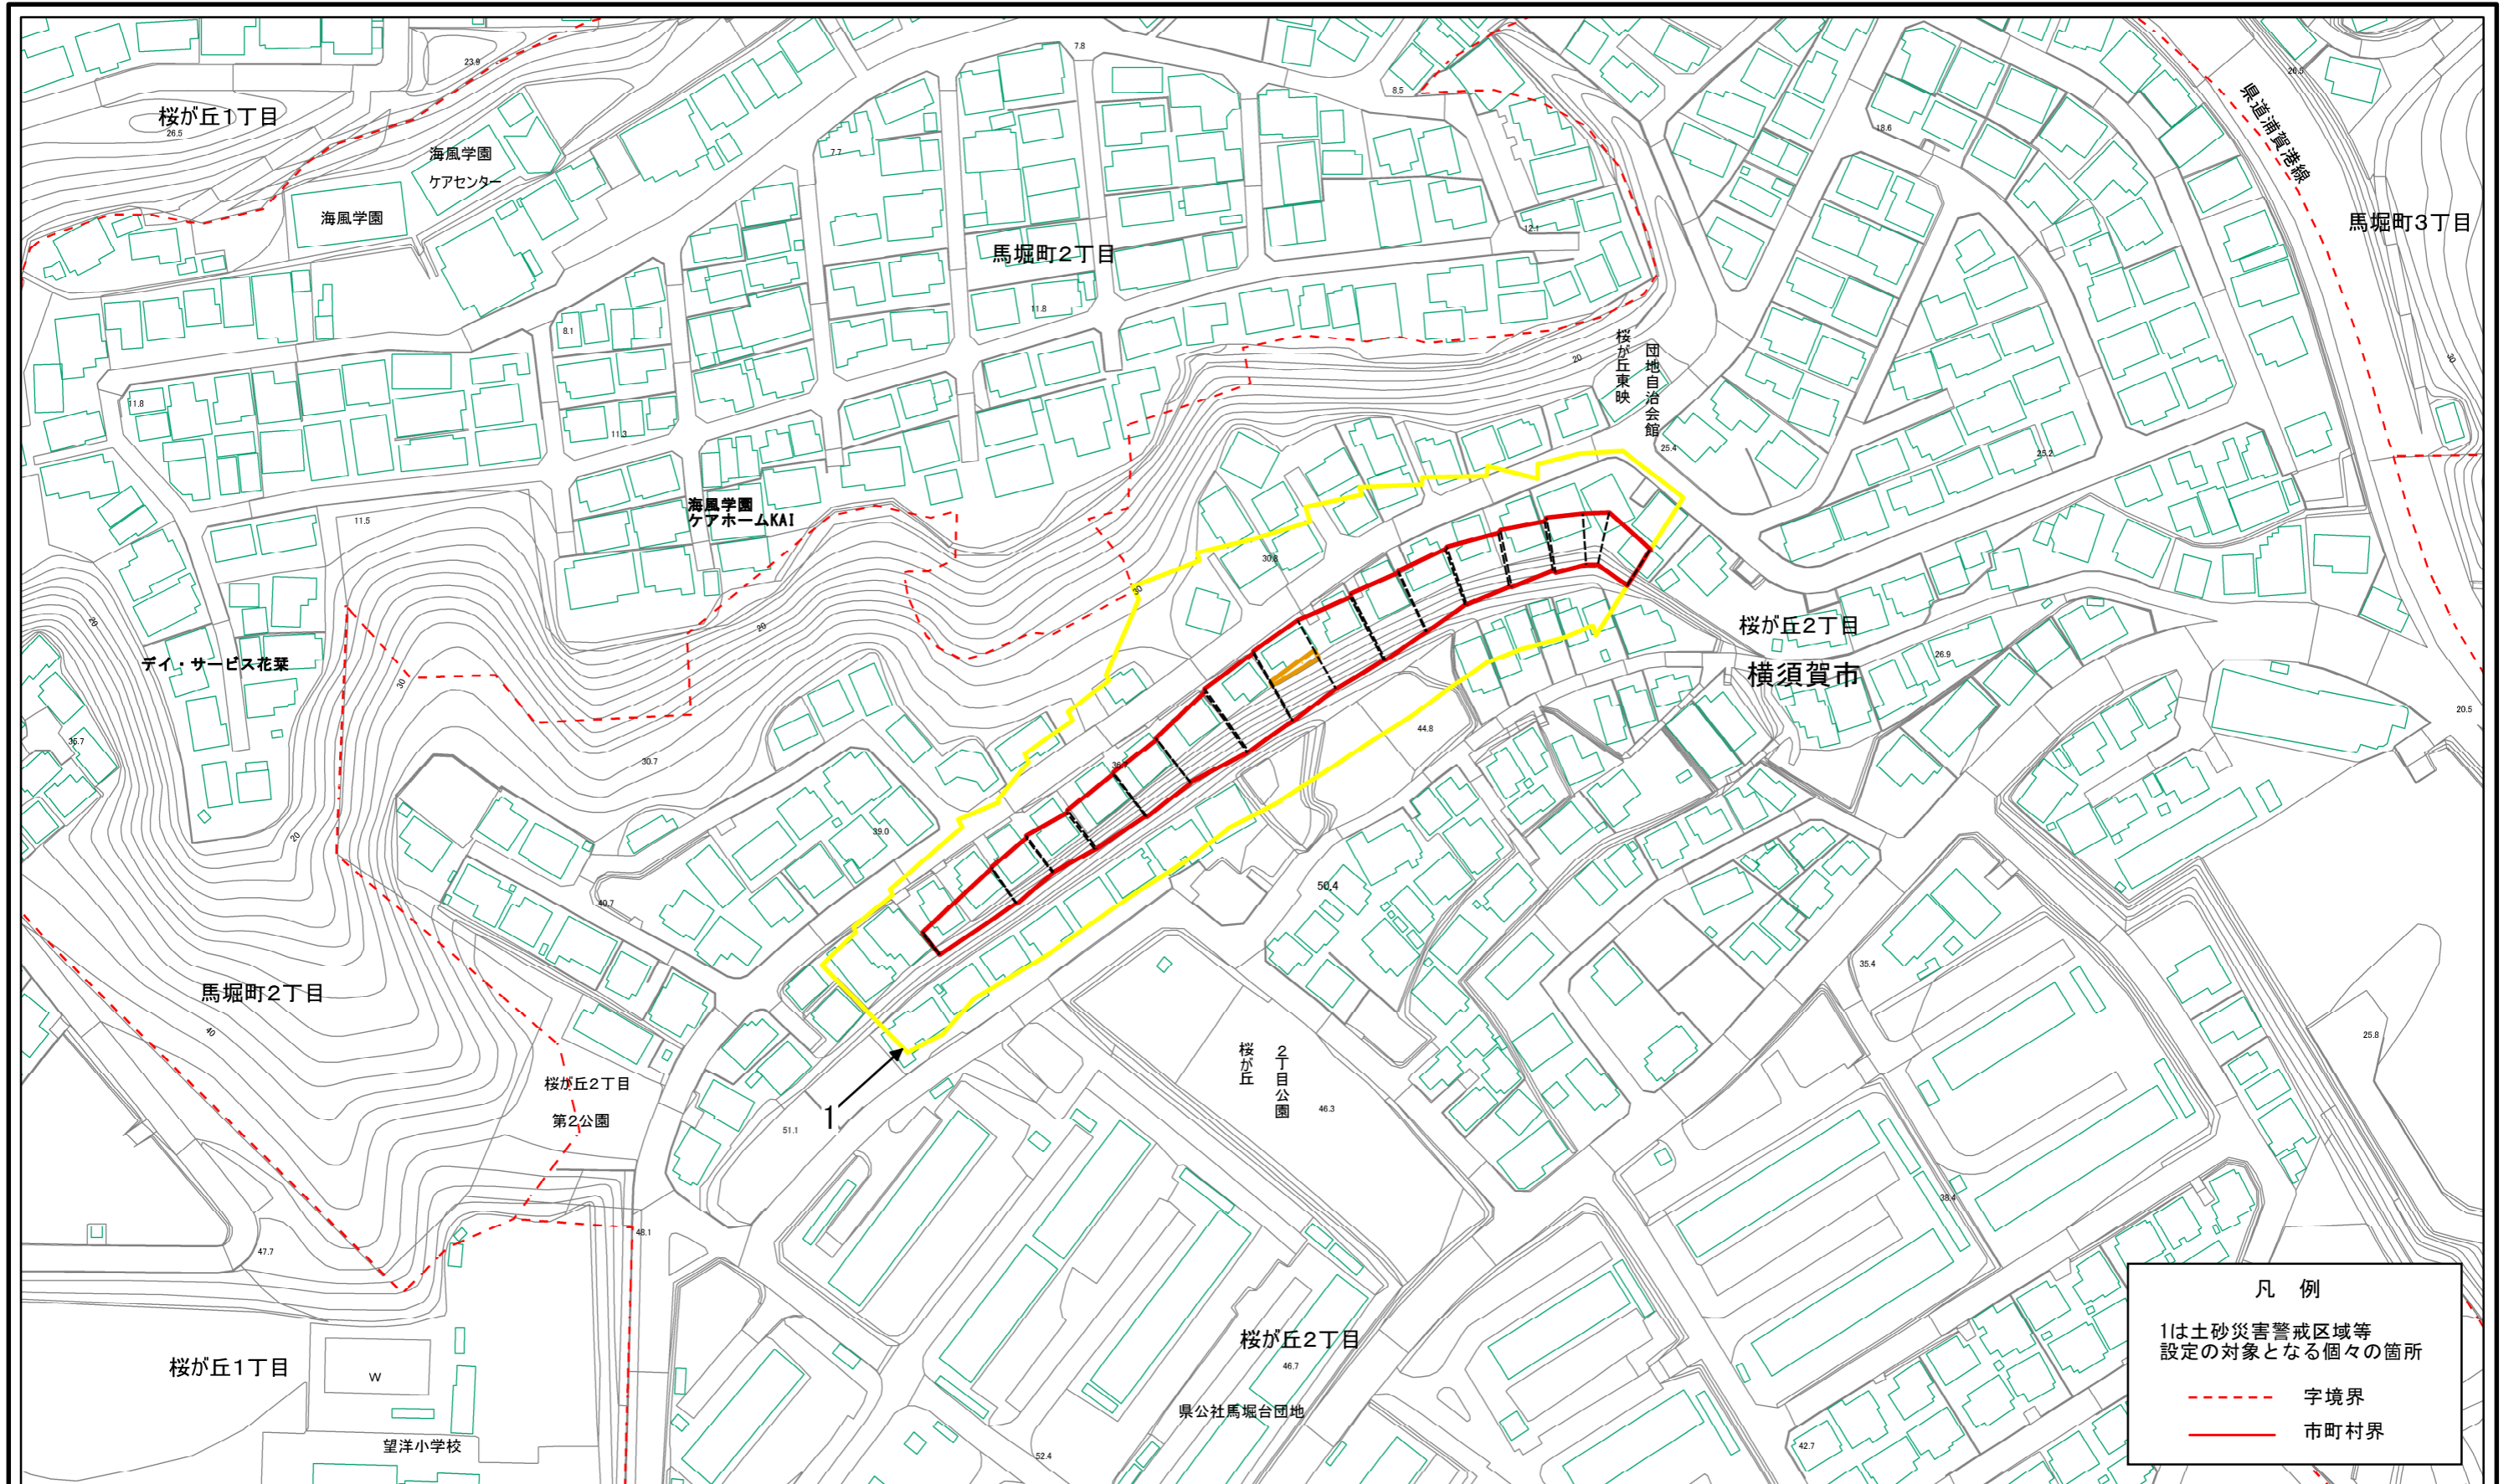 7.8
23.9
26.5
桜が丘1丁目
26.5
8.5
県道浦賀港線
18.6
海風学園
ケアセンター
7.7
海風学園
馬堀町3丁目
12.1
馬堀町2丁目
11.8
8.1
桜が丘東映
団地自治会館
20
30
11.8
11.3
25.4
25.2
海風学園
ケアホームKAI
11.5
30.8
30
20
20
桜が丘2丁目
26.9
デイ・サービス花栞
横須賀市
30
20.5
36.7
44.8
30.7
36.7
39.0
20
50.4
40.7
35.4
馬堀町2丁目
40
25.8
桜が丘
2丁目公園
桜が丘2丁目
第2公園
46.3
1
51.1
38.4
48.1
47.7
凡 例
1は土砂災害警戒区域等
設定の対象となる個々の箇所
字境界
市町村界
桜が丘2丁目
46.7
桜が丘1丁目
W
県公社馬堀台団地
望洋小学校
52.4
42.7